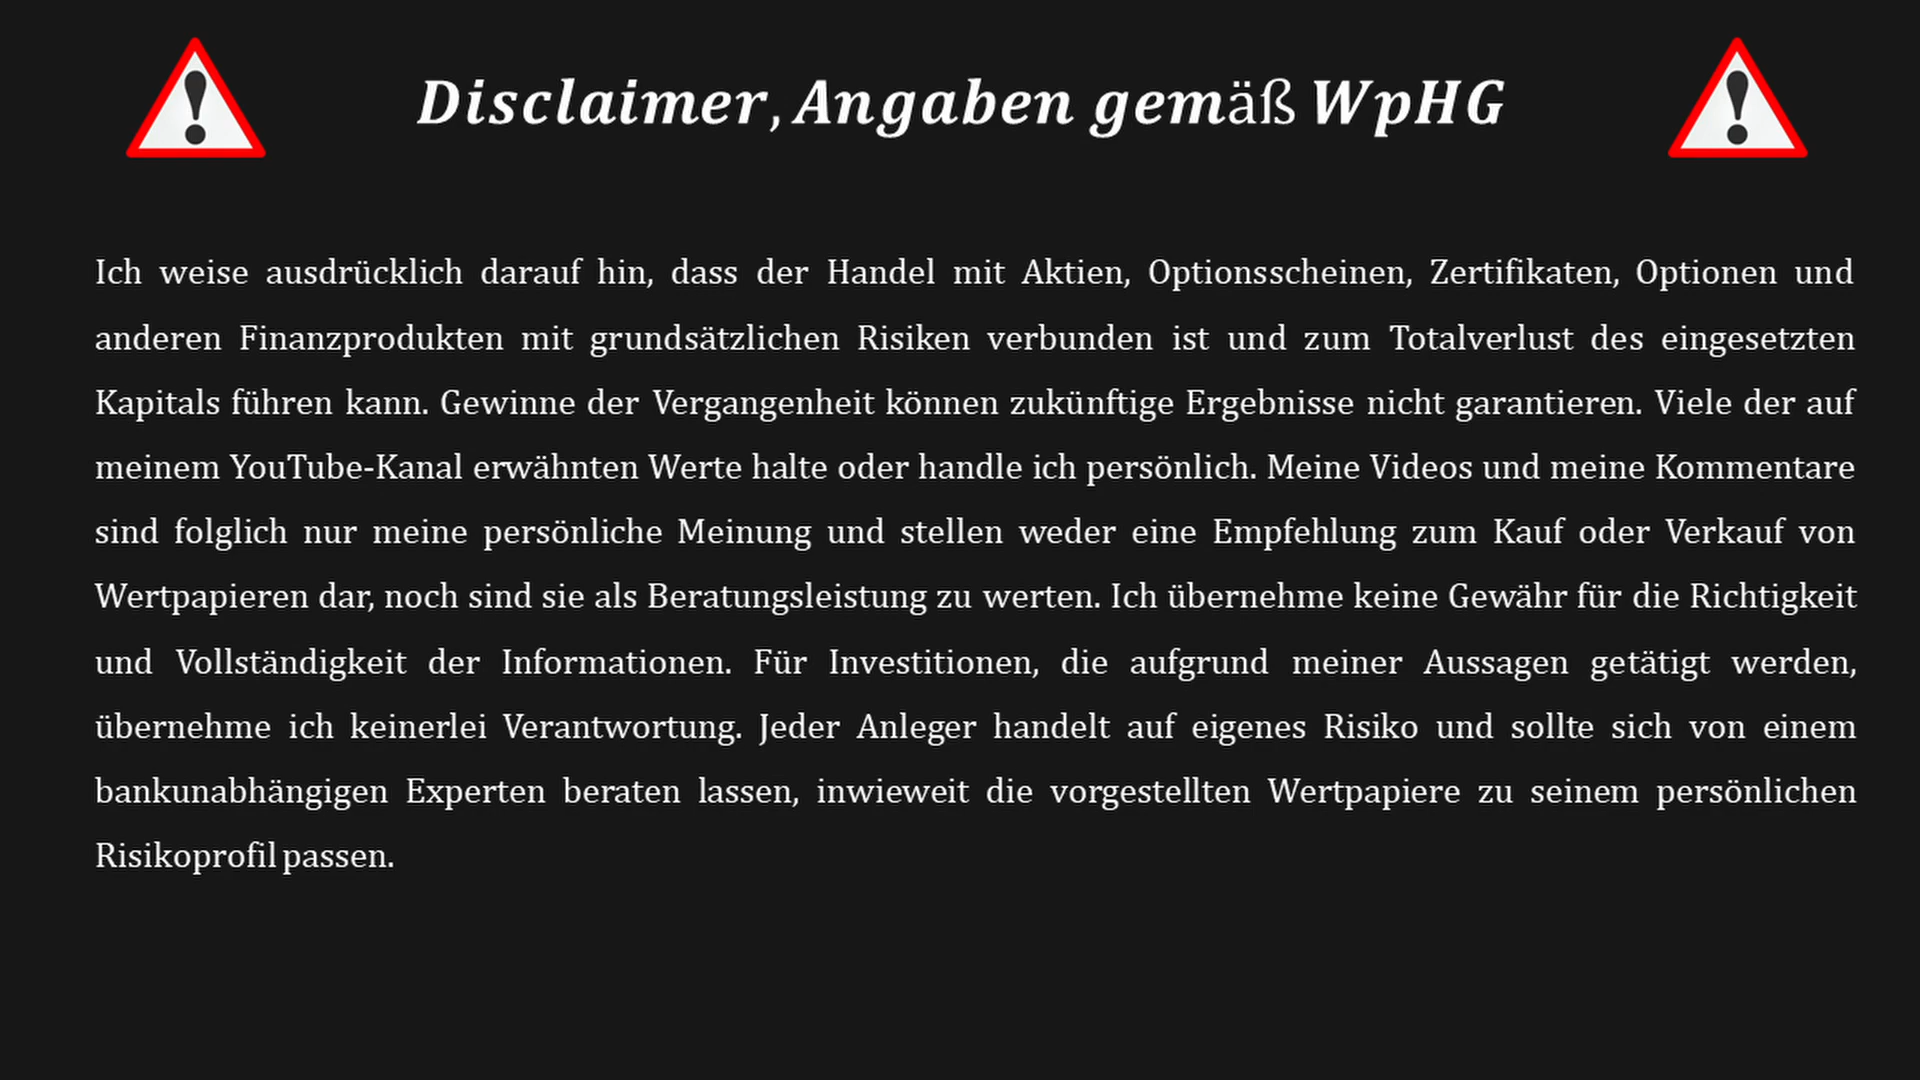 Disclaimer, Angaben gemäß WpHG
Ich weise ausdrücklich darauf hin, dass der Handel mit Aktien, Optionsscheinen, Zertifikaten, Optionen und
anderen Finanzprodukten mit grundsätzlichen Risiken verbunden ist und zum Totalverlust des eingesetzten
Kapitals führen kann. Gewinne der Vergangenheit können zukünftige Ergebnisse nicht garantieren. Viele der auf
meinem YouTube-Kanal erwähnten Werte halte oder handle ich persönlich. Meine Videos und meine Kommentare
sind folglich nur meine persönliche Meinung und stellen weder eine Empfehlung zum Kauf oder Verkauf von
Wertpapieren dar, noch sind sie als Beratungsleistung zu werten. Ich übernehme keine Gewähr für die Richtigkeit
und Vollständigkeit der Informationen. Für Investitionen, die aufgrund meiner Aussagen getätigt werden,
übernehme ich keinerlei Verantwortung. Jeder Anleger handelt auf eigenes Risiko und sollte sich von einem
bankunabhängigen Experten beraten lassen, inwieweit die vorgestellten Wertpapiere zu seinem persönlichen
Risikoprofil passen.